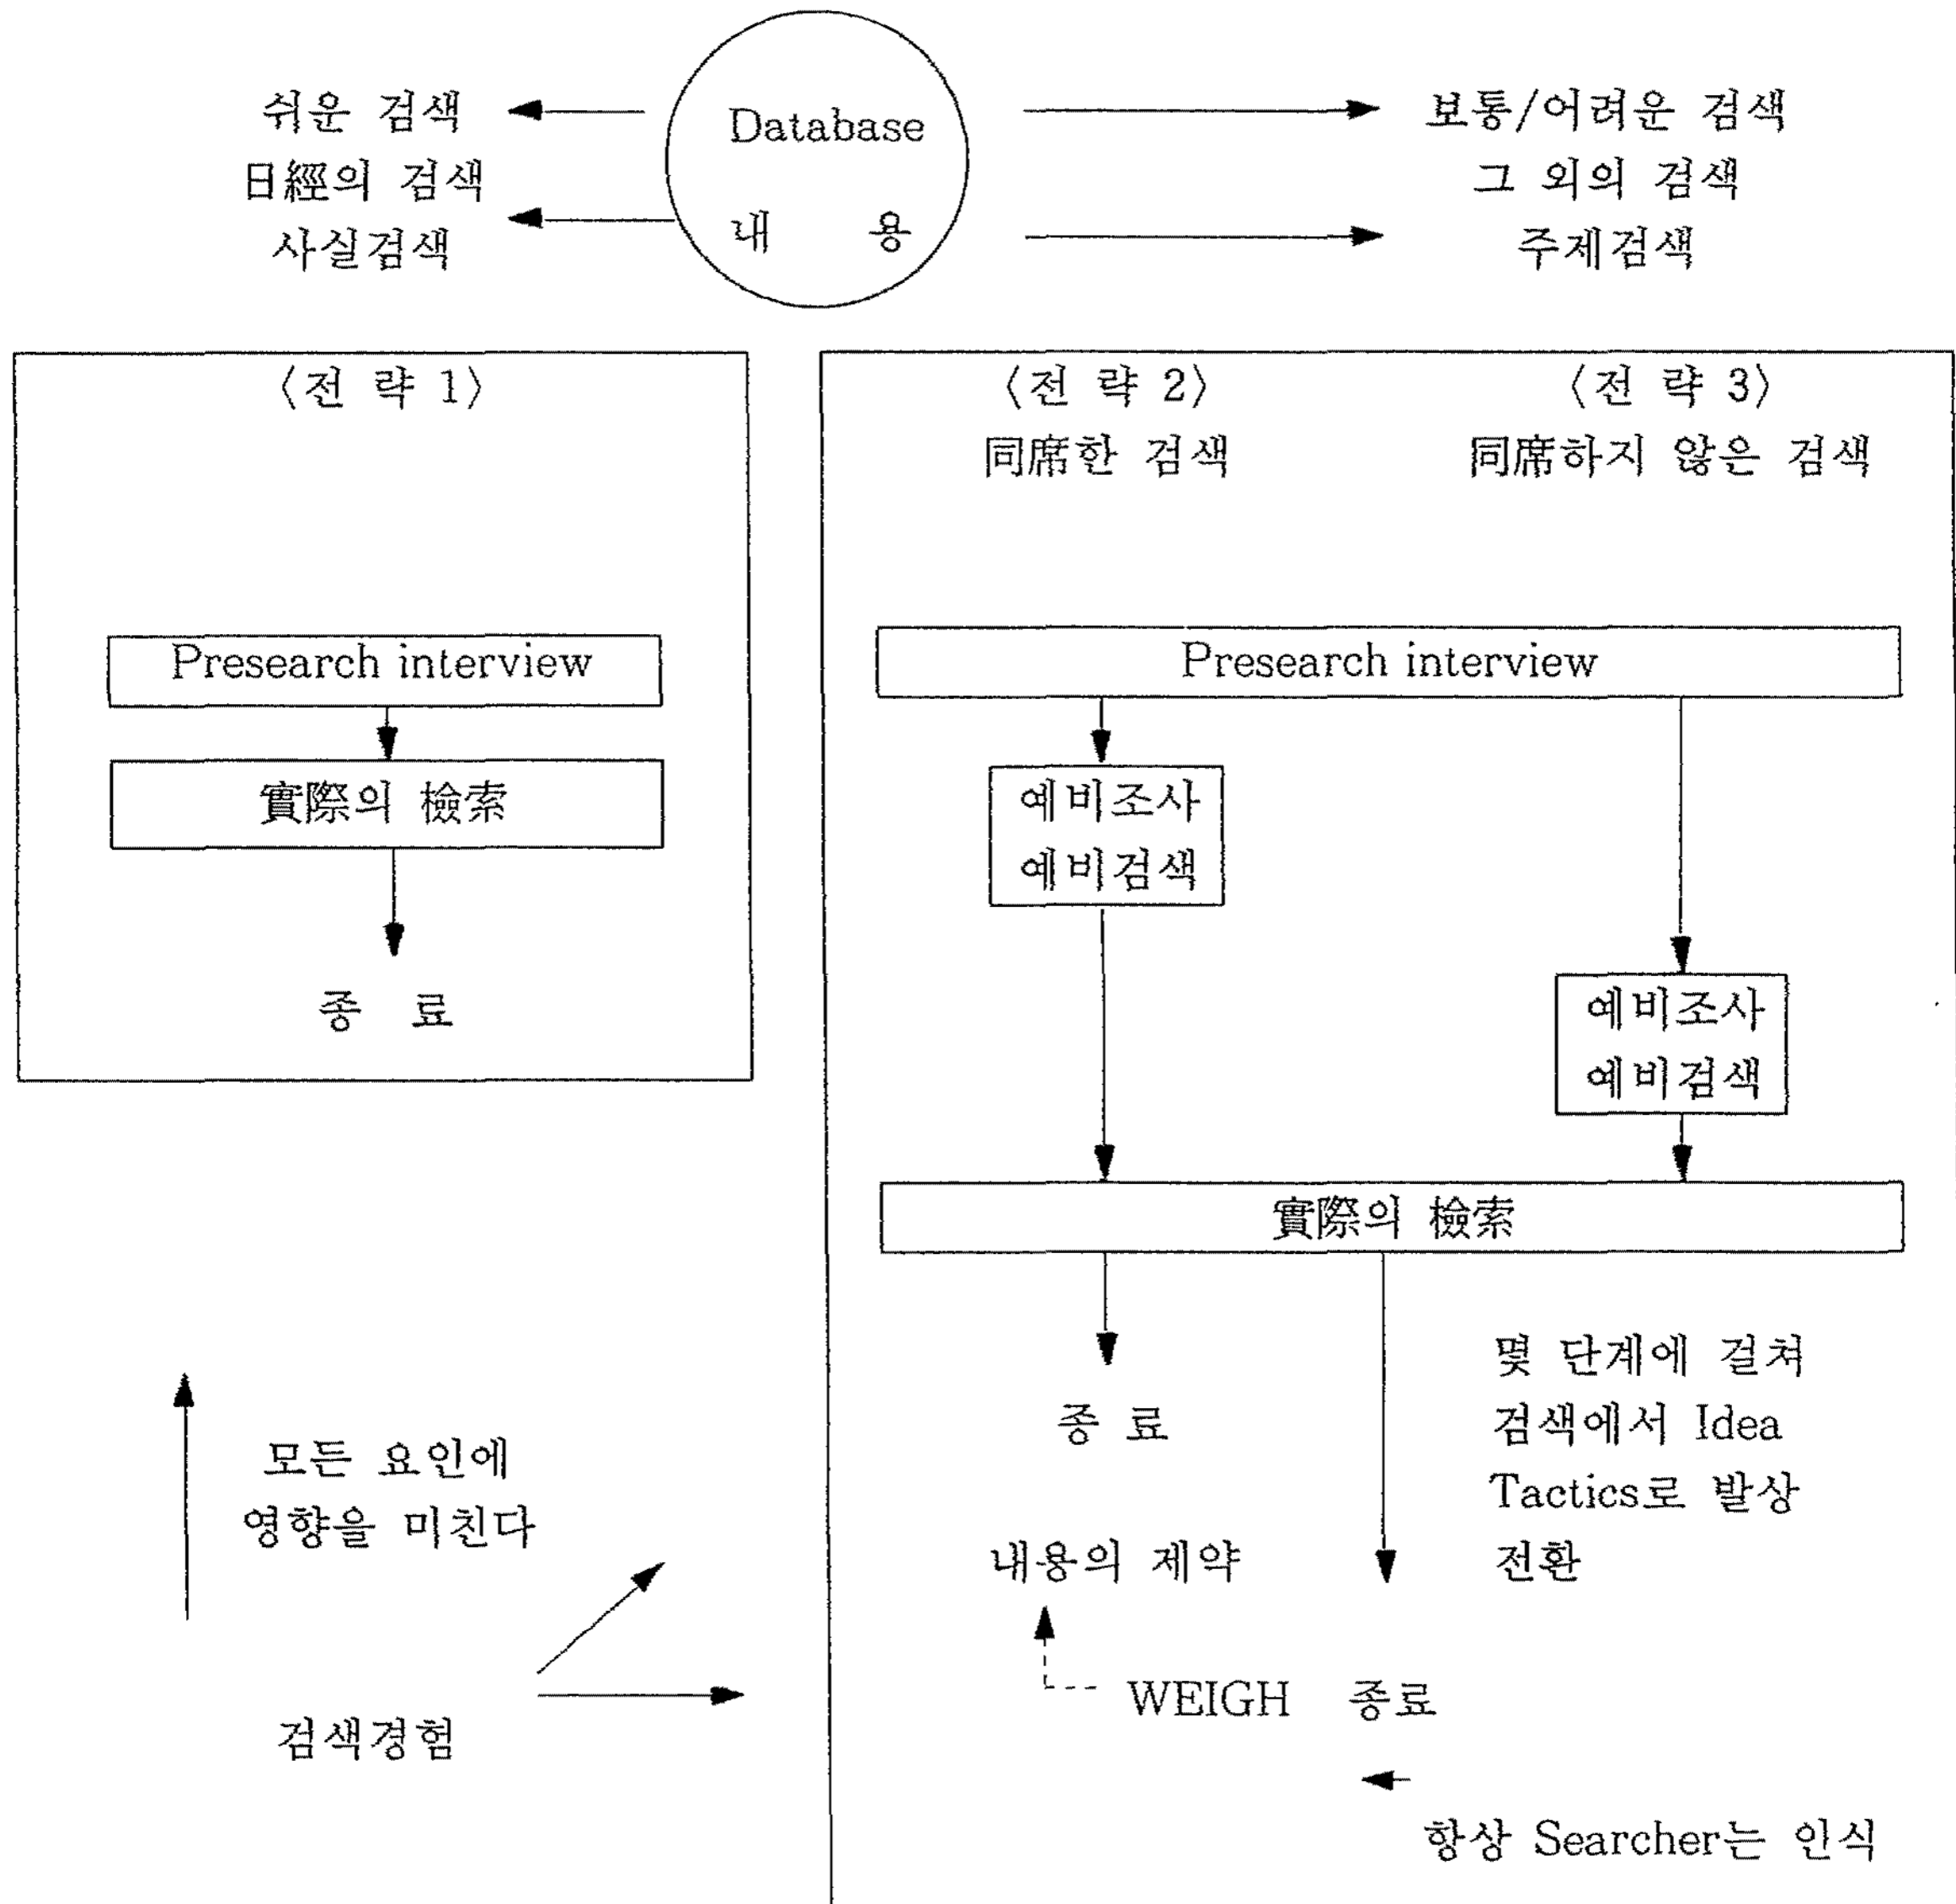 쉬운 검색
日經의 검색
사실검색
Database
내 용
보통/어려운 검색
그 외의 검색
주제검색
〈전 략 1〉
Presearch interview
實際의 檢索
종 료
〈전 략 2〉
同席한 검색
〈전 략 3〉
同席하지 않은 검색
Presearch interview
예비조사
예비검색
예비조사
예비검색
實際의 檢索
종 료
몇 단계에 걸쳐
검색에서 Idea
Tactics로 발상
전환
내용의 제약
WEIGH 종료
항상 Searcher는 인식
모든 요인에
영향을 미친다
검색경험